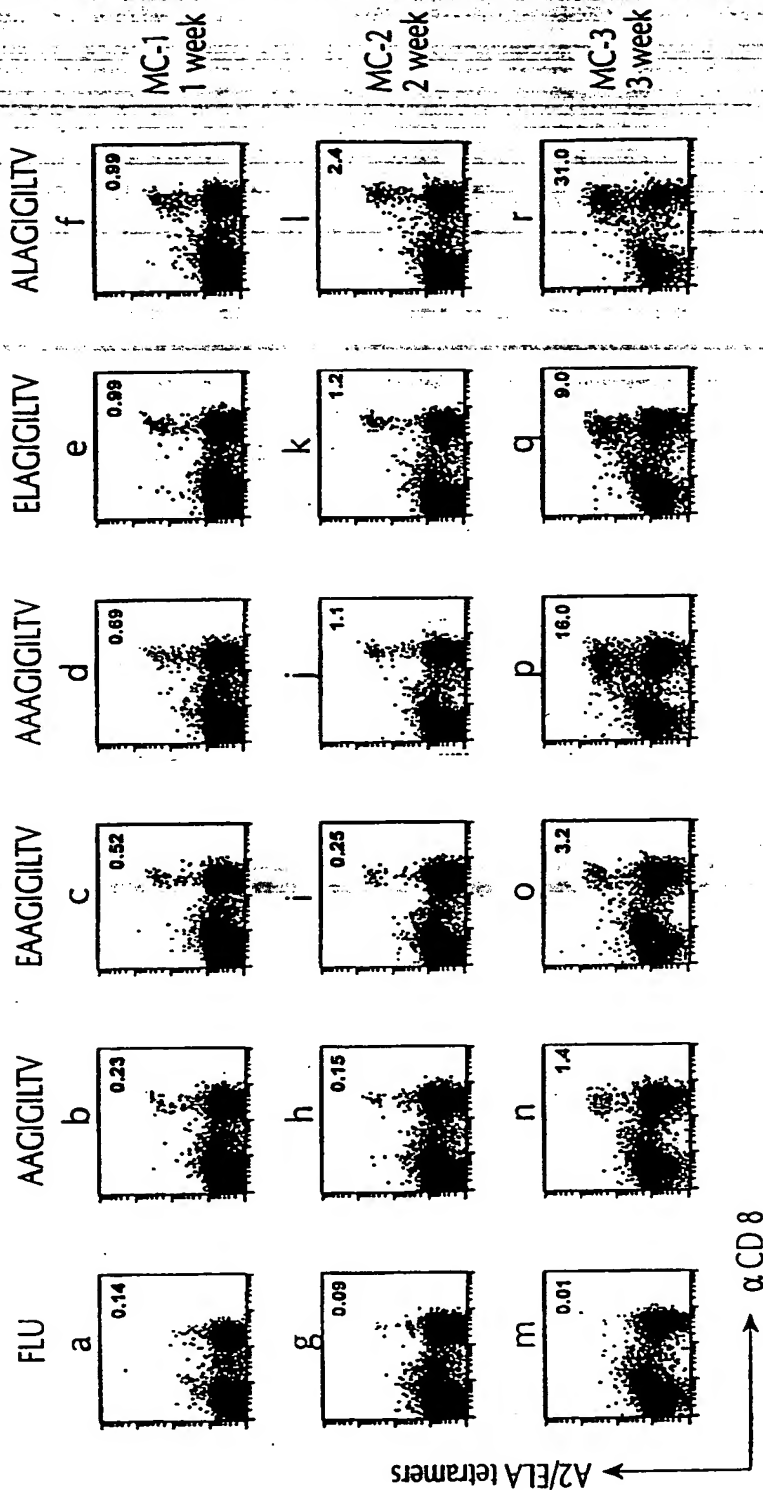 FLU AAGIGILTV EAAGIGILTV AAAGIGILTV ELAGIGILTV ALAGIGILTV
a b c d e f
0.14 0.23 0.52 0.69 0.99 0.99
MC-1
1 week
g h i j k l
0.09 0.15 0.25 1.1 1.2 2.4
MC-2
2 week
m n o p q r
0.01 1.4 3.2 16.0 9.0 31.0
MC-3
3 week
A2/ELA tetramers
α CD 8